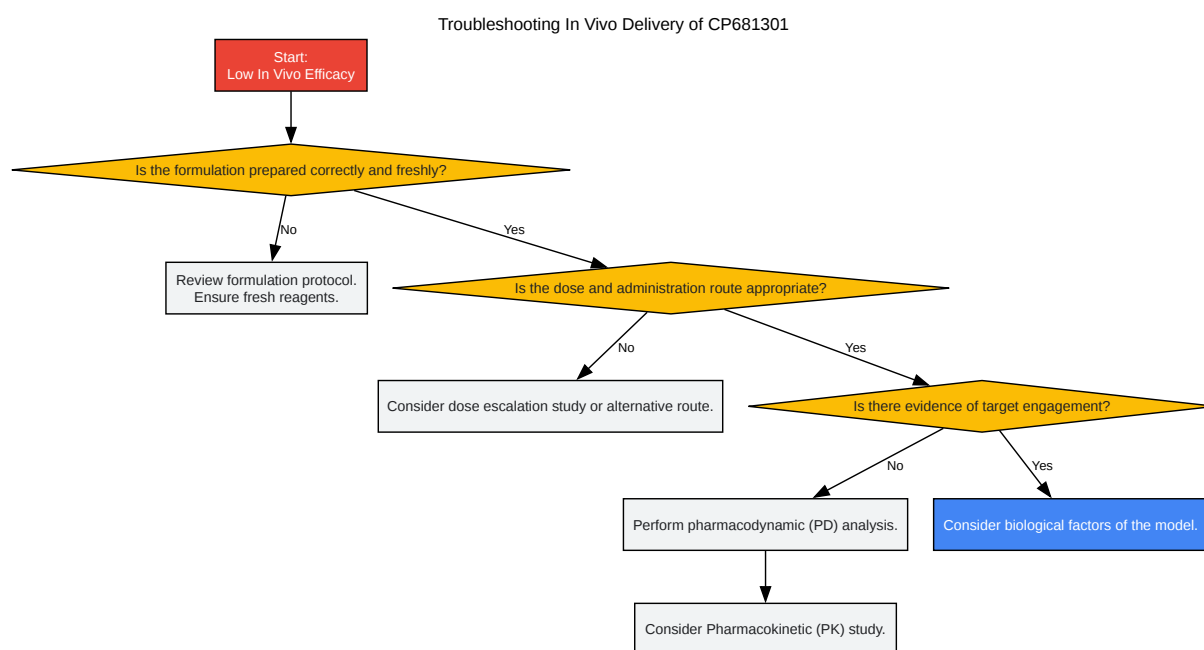 Troubleshooting In Vivo Delivery of CP681301
Start:
Low In Vivo Efficacy
Is the formulation prepared correctly and freshly?
No
Yes
Review formulation protocol.
Ensure fresh reagents.
Is the dose and administration route appropriate?
No
Yes
Consider dose escalation study or alternative route.
Is there evidence of target engagement?
No
Yes
Perform pharmacodynamic (PD) analysis.
Consider biological factors of the model.
Consider Pharmacokinetic (PK) study.